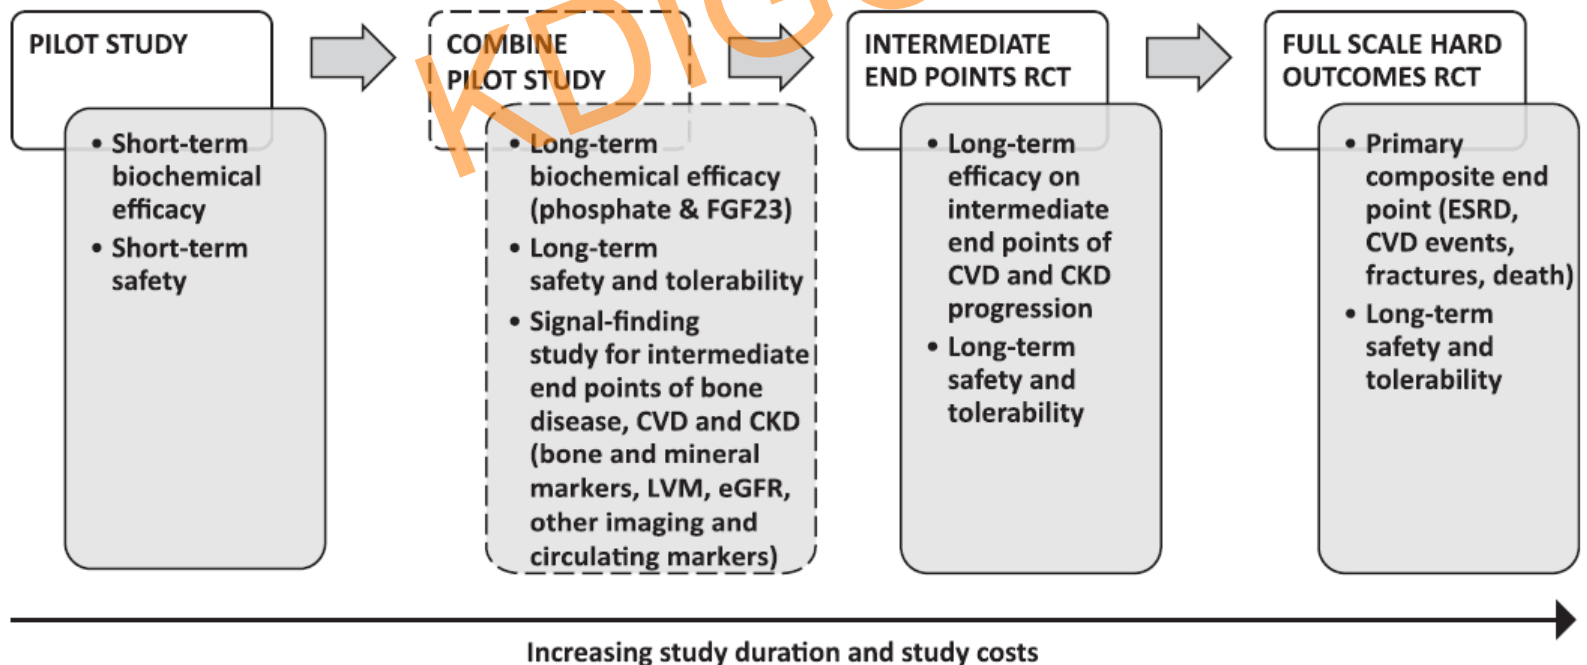 PILOT STUDY
• Short-term
biochemical
efficacy
• Short-term
safety
COMBINE
PILOT STUDY
• Long-term
biochemical efficacy
(phosphate & FGF23)
• Long-term
safety and tolerability
• Signal-finding
study for intermediate
end points of bone
disease, CVD and CKD
(bone and mineral
markers, LVM, eGFR,
other imaging and
circulating markers)
INTERMEDIATE
END POINTS RCT
• Long-term
efficacy on
intermediate
end points of
CVD and CKD
progression
• Long-term
safety and
tolerability
FULL SCALE HARD
OUTCOMES RCT
• Primary
composite end
point (ESRD,
CVD events,
fractures, death)
• Long-term
safety and
tolerability
Increasing study duration and study costs
KDIGO